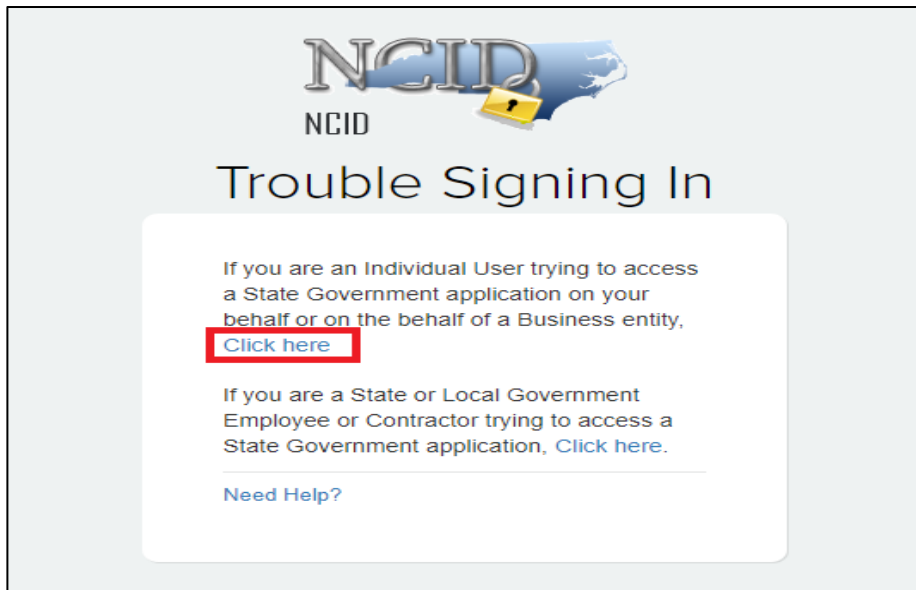 NCID
NCID
Trouble Signing In
If you are an Individual User trying to access
a State Government application on your
behalf or on the behalf of a Business entity,
Click here
If you are a State or Local Government
Employee or Contractor trying to access a
State Government application, Click here.
Need Help?